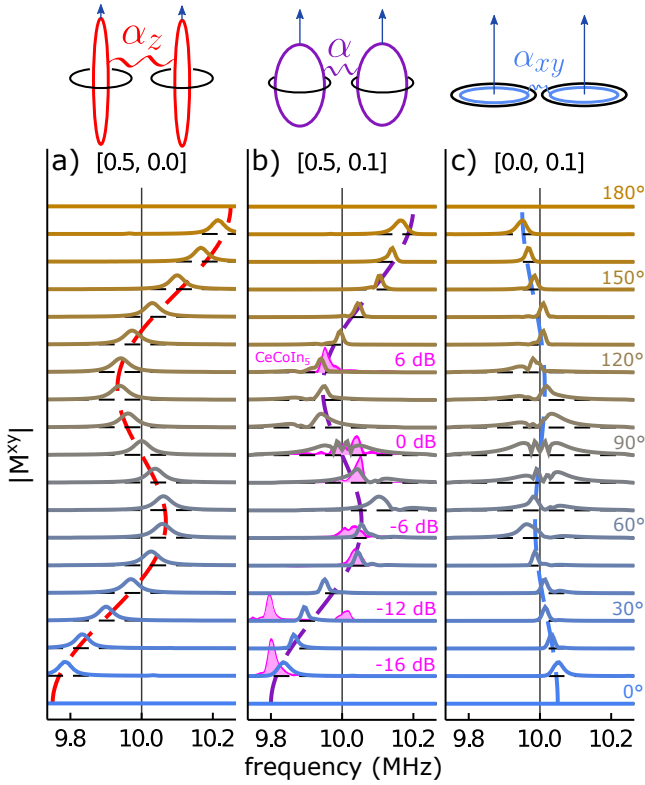 α_z
α
α_xy
a) [0.5, 0.0]
b) [0.5, 0.1]
c) [0.0, 0.1]
180°
150°
CeCoIn₅
6 dB
120°
|M^xy|
0 dB
90°
-6 dB
60°
-12 dB
30°
-16 dB
0°
9.8 10.0 10.2
9.8 10.0 10.2
9.8 10.0 10.2
frequency (MHz)